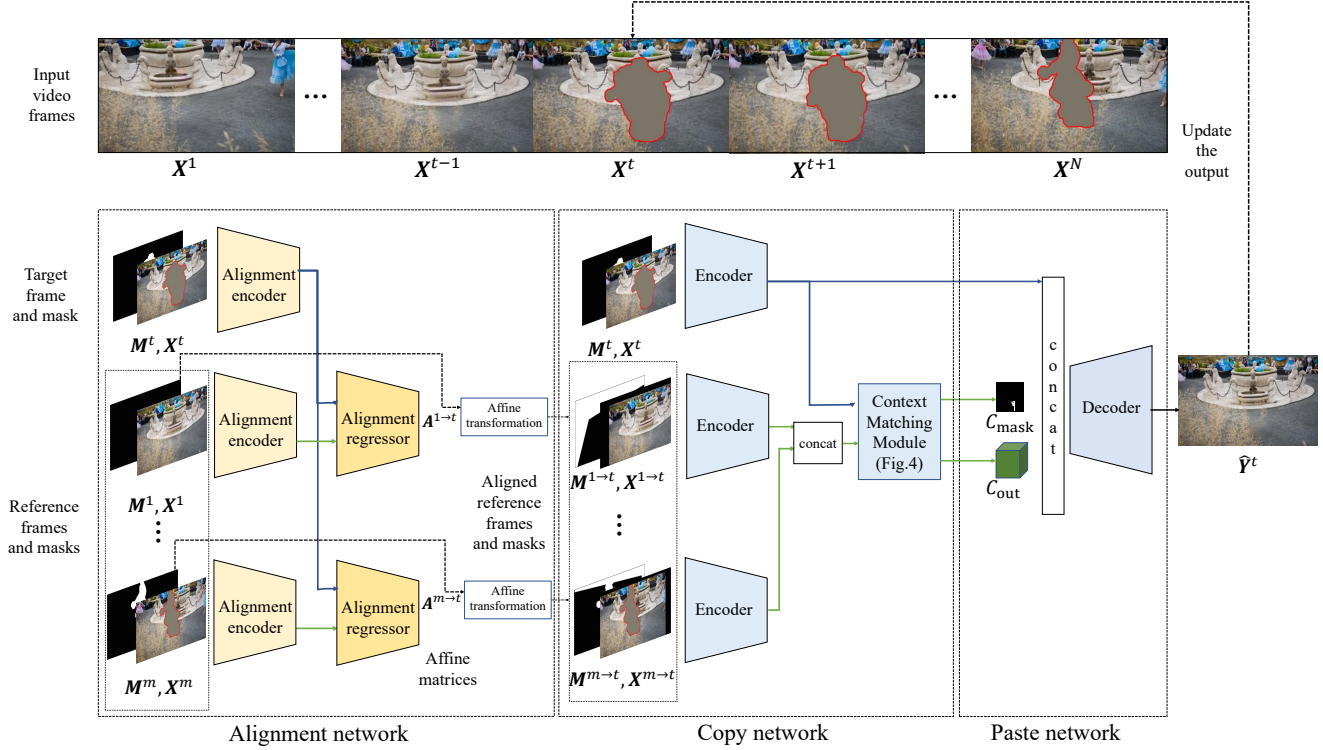 Input
video
frames
...
...
X^1
X^{t−1}
X^t
X^{t+1}
X^N
Update
the
output
Target
frame
and mask
Alignment
encoder
M^t, X^t
Encoder
M^t, X^t
concat
Alignment
encoder
Alignment
regressor
A^{1→t}
Affine
transformation
M^1, X^1
Encoder
M^{1→t}, X^{1→t}
concat
Context
Matching
Module
(Fig.4)
C_mask
C_out
Decoder
Ŷ^t
Reference
frames
and masks
Aligned
reference
frames
and masks
Alignment
encoder
Alignment
regressor
A^{m→t}
Affine
transformation
Affine
matrices
M^m, X^m
Encoder
M^{m→t}, X^{m→t}
Alignment network
Copy network
Paste network